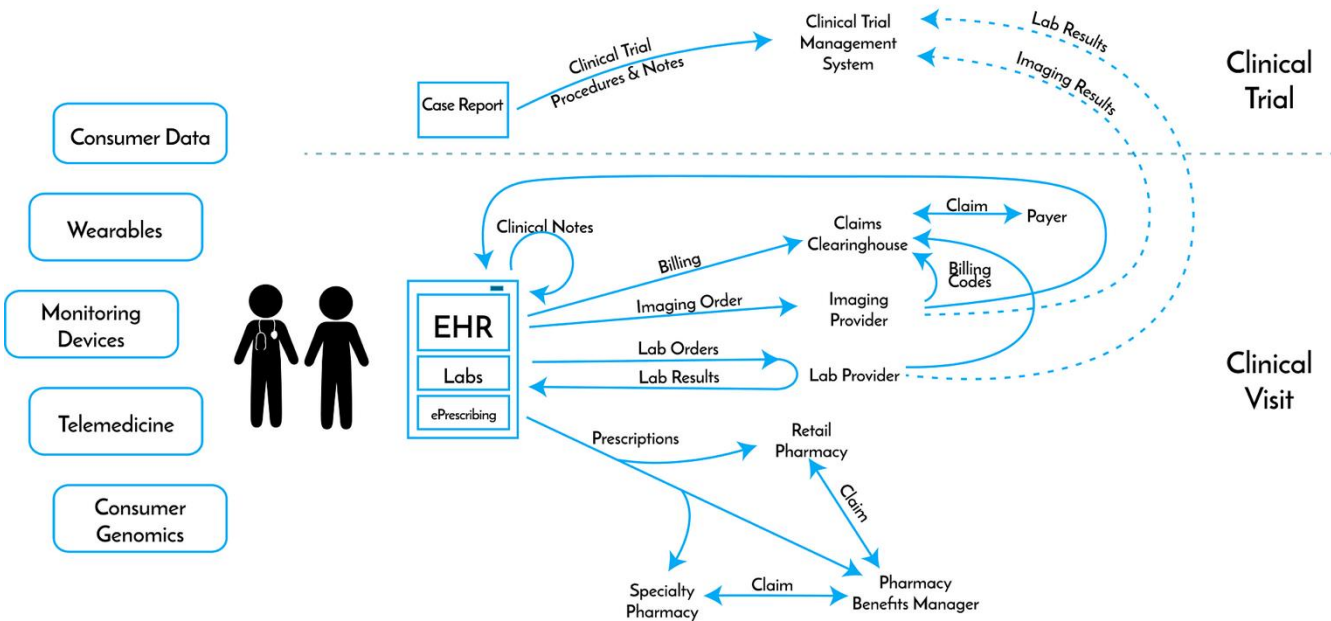 Clinical Trial
Management
System
Lab Results
Imaging Results
Clinical Trial
Procedures & Notes
Case Report
Clinical
Trial
Consumer Data
Wearables
Monitoring
Devices
Telemedicine
Consumer
Genomics
Clinical Notes
Claims
Clearinghouse
Claim
Payer
Billing
Billing
Codes
Imaging Order
Imaging
Provider
EHR
Labs
ePrescribing
Lab Orders
Lab Results
Lab Provider
Clinical
Visit
Prescriptions
Retail
Pharmacy
Claim
Specialty
Pharmacy
Claim
Pharmacy
Benefits Manager